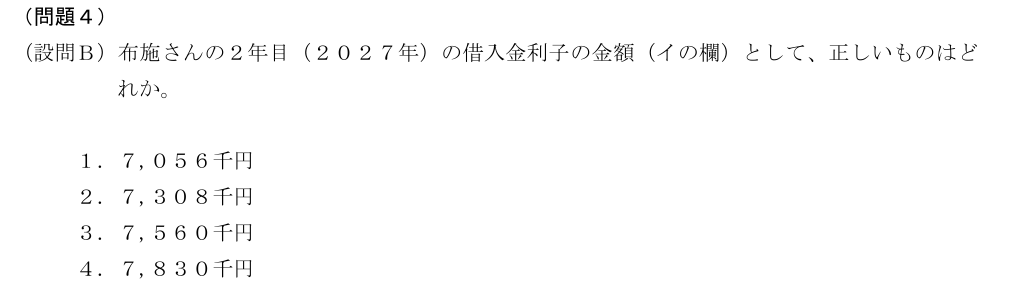 （問題４）
（設問Ｂ）布施さんの２年目（２０２７年）の借入金利子の金額（イの欄）として、正しいものはど
れか。
１．７，０５６千円
２．７，３０８千円
３．７，５６０千円
４．７，８３０千円